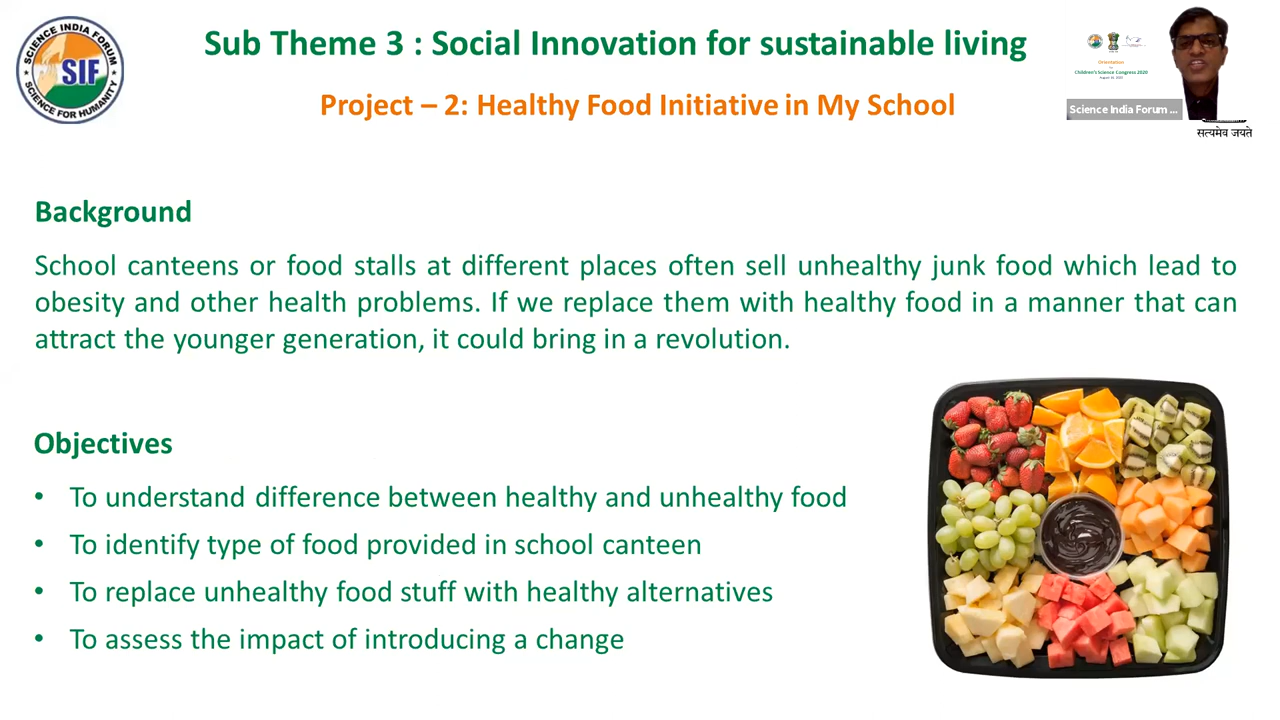 SCIENCE INDIA FORUM
SIF
SCIENCE FOR HUMANITY
Sub Theme 3 : Social Innovation for sustainable living
Project – 2: Healthy Food Initiative in My School
Orientation
Children's Science Congress 2020
Science India Forum ...
सत्यमेव जयते
Background
School canteens or food stalls at different places often sell unhealthy junk food which lead to
obesity and other health problems. If we replace them with healthy food in a manner that can
attract the younger generation, it could bring in a revolution.
Objectives
• To understand difference between healthy and unhealthy food
• To identify type of food provided in school canteen
• To replace unhealthy food stuff with healthy alternatives
• To assess the impact of introducing a change